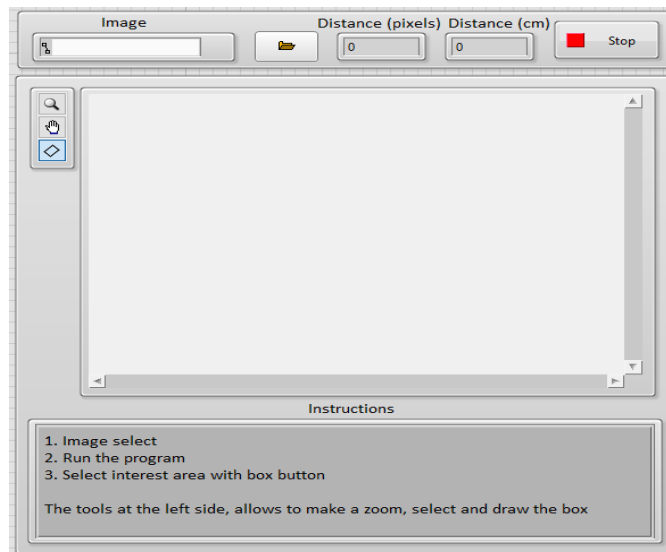 Image
Distance (pixels) Distance (cm)
0
0
Stop
Instructions
1. Image select
2. Run the program
3. Select interest area with box button
The tools at the left side, allows to make a zoom, select and draw the box